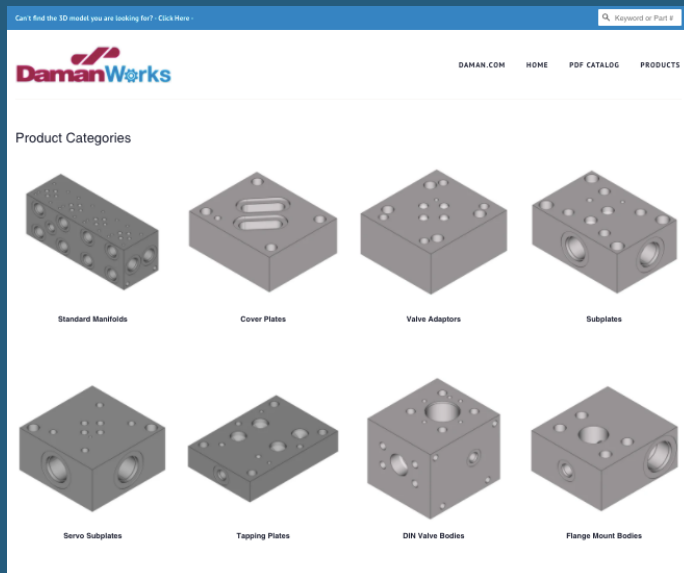 Can't find the 3D model you are looking for? - Click Here -
Keyword or Part #
DamanWorks
DAMAN.COM HOME PDF CATALOG PRODUCTS
Product Categories
Standard Manifolds Cover Plates Valve Adaptors Subplates
Servo Subplates Tapping Plates DIN Valve Bodies Flange Mount Bodies